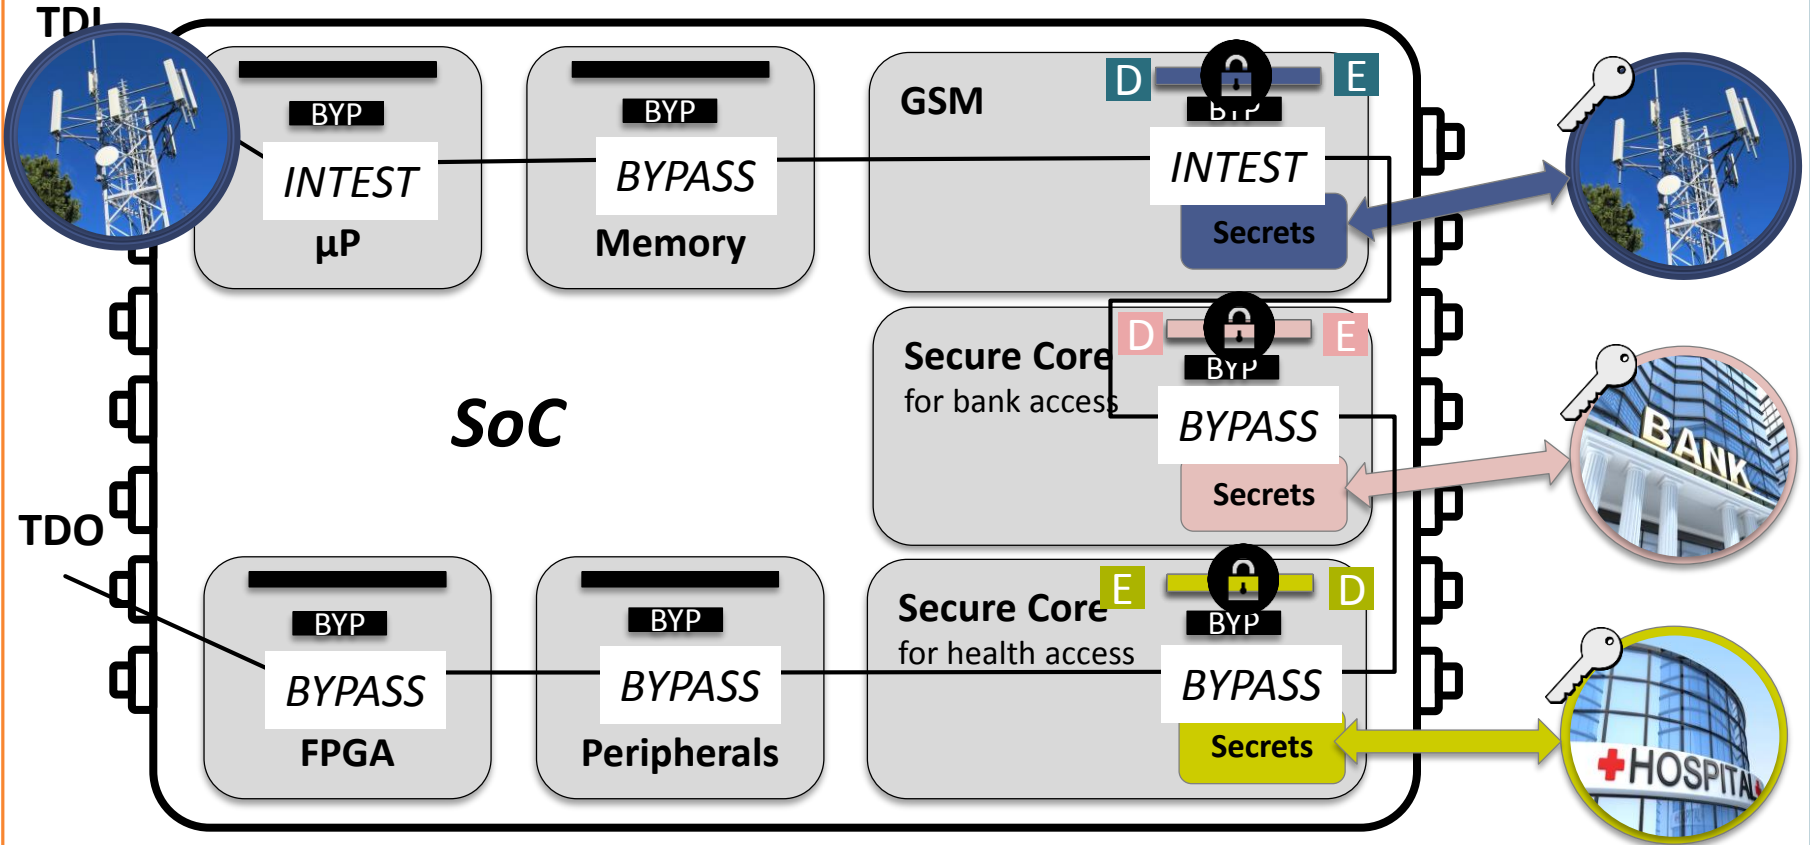 TDI
BYP
INTEST
µP
BYP
BYPASS
Memory
GSM
D
E
BYP
INTEST
Secrets
Secure Core
for bank access
D
E
BYP
BYPASS
Secrets
BANK
SoC
TDO
BYP
BYPASS
FPGA
BYP
BYPASS
Peripherals
Secure Core
for health access
E
D
BYP
BYPASS
Secrets
HOSPITAL